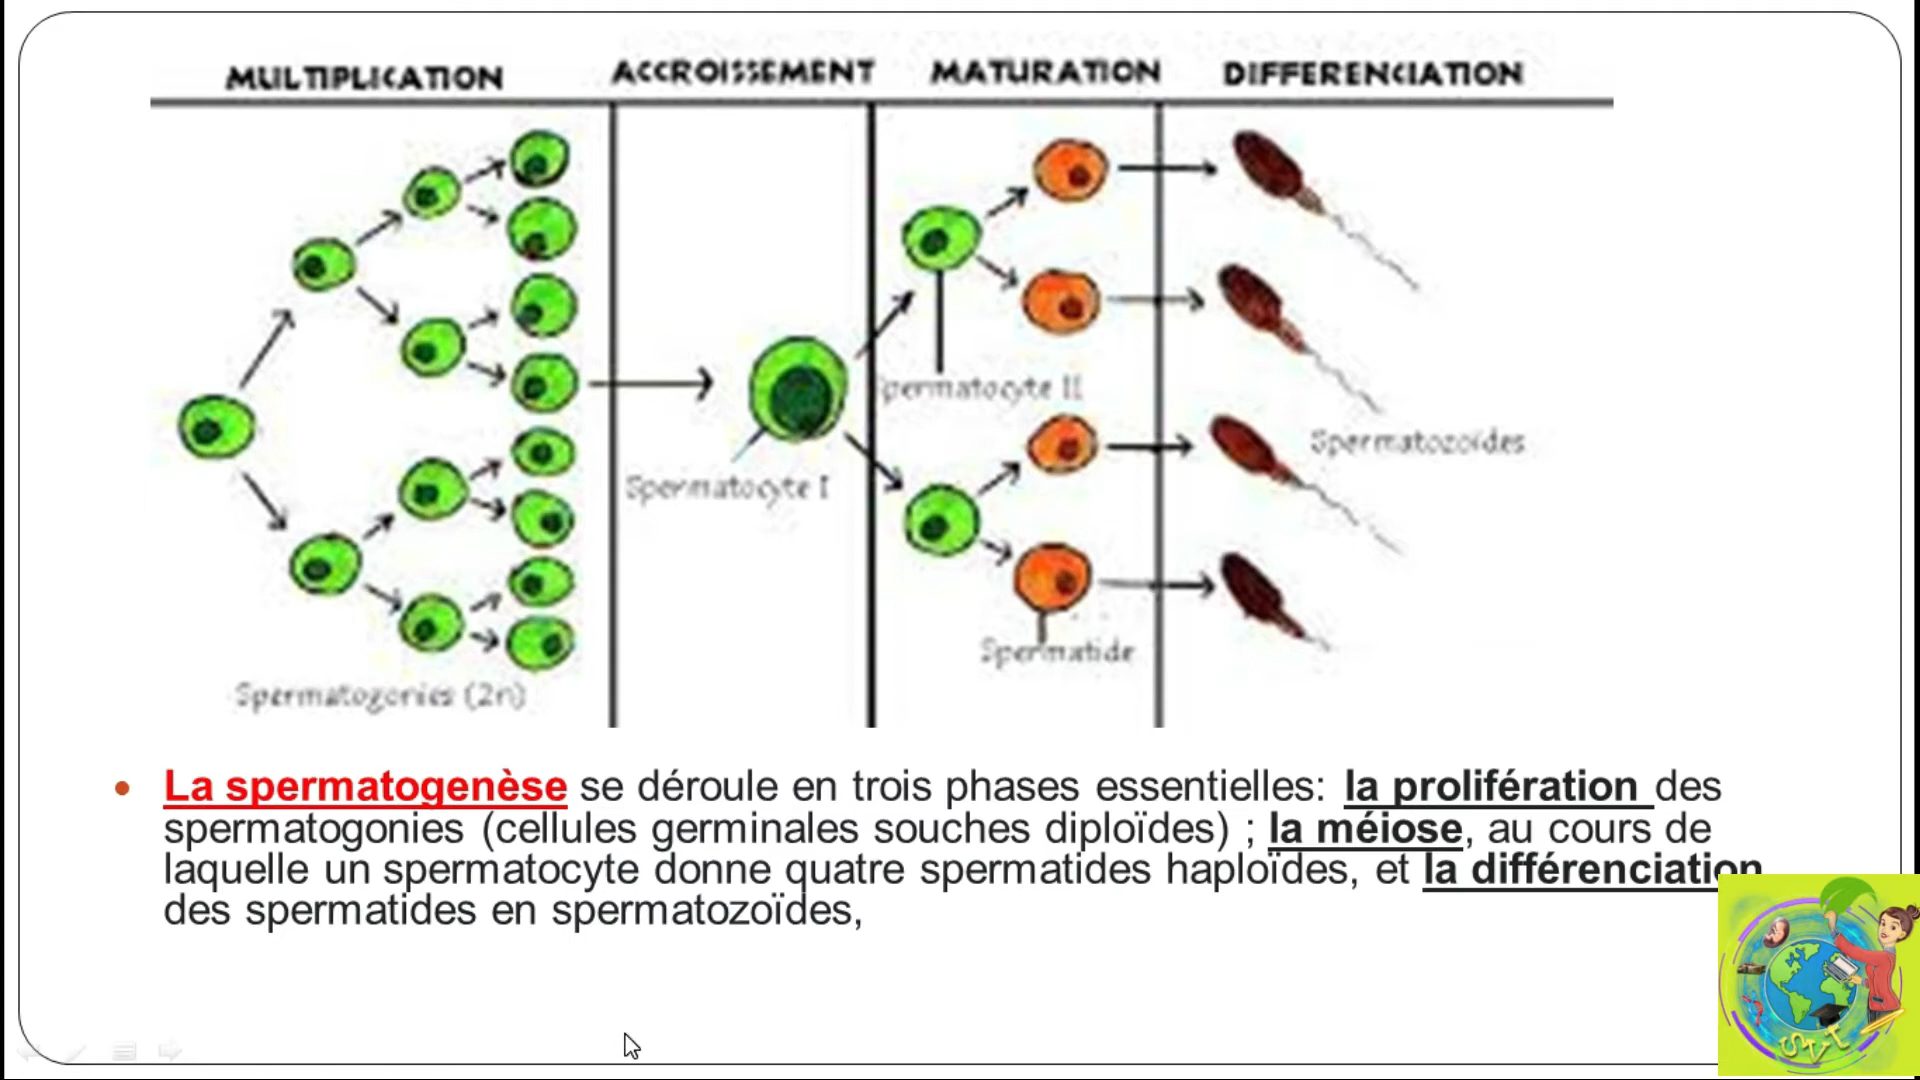 MULTIPLICATION ACCROISSEMENT MATURATION DIFFERENCIATION
Spermatocyte II
Spermatozoïdes
Spermatocyte I
Spermatide
Spermatogonies (2n)
• La spermatogenèse se déroule en trois phases essentielles: la prolifération des
spermatogonies (cellules germinales souches diploïdes) ; la méiose, au cours de
laquelle un spermatocyte donne quatre spermatides haploïdes, et la différenciation
des spermatides en spermatozoïdes,
SVT